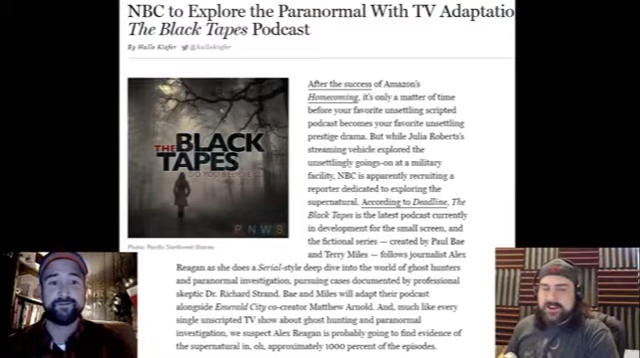 NBC to Explore the Paranormal With TV Adaptatio
The Black Tapes Podcast
By Halle Kiefer @hallekiefer
THE BLACK
TAPES
DO YOU BELIEVE
PNWS
Photo: Pacific Northwest Stories
After the success of Amazon's
Homecoming, it's only a matter of time
before your favorite unsettling scripted
podcast becomes your favorite unsettling
prestige drama. But while Julia Roberts's
streaming vehicle explored the
unsettlingly goings-on at a military
facility, NBC is apparently recruiting a
reporter dedicated to exploring the
supernatural. According to Deadline, The
Black Tapes is the latest podcast currently
in development for the small screen, and
the fictional series — created by Paul Bae
and Terry Miles — follows journalist Alex
Reagan as she does a Serial-style deep dive into the world of ghost hunters
and paranormal investigation, pursuing cases documented by professional
skeptic Dr. Richard Strand. Bae and Miles will adapt their podcast
alongside Emerald City co-creator Matthew Arnold. And, much like every
single unscripted TV show about ghost hunting and paranormal
investigation, we suspect Alex Reagan is probably going to find evidence of
the supernatural in, oh, approximately 1000 percent of the episodes.